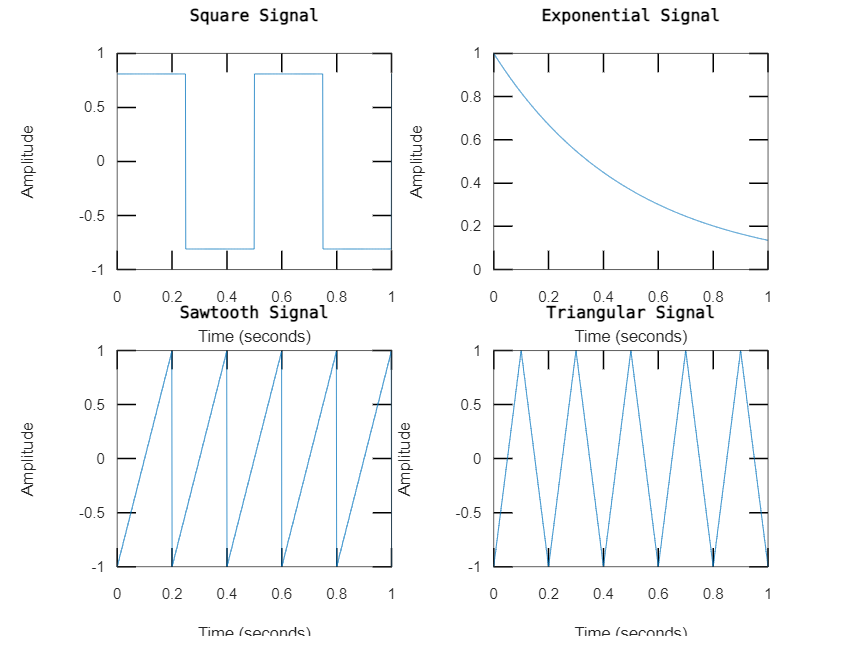 Square Signal
Amplitude
1
0.5
0
-0.5
-1
0 0.2 0.4 0.6 0.8 1
Time (seconds)
Exponential Signal
Amplitude
1
0.8
0.6
0.4
0.2
0
0 0.2 0.4 0.6 0.8 1
Time (seconds)
Sawtooth Signal
Amplitude
1
0.5
0
-0.5
-1
0 0.2 0.4 0.6 0.8 1
Time (seconds)
Triangular Signal
Amplitude
1
0.5
0
-0.5
-1
0 0.2 0.4 0.6 0.8 1
Time (seconds)